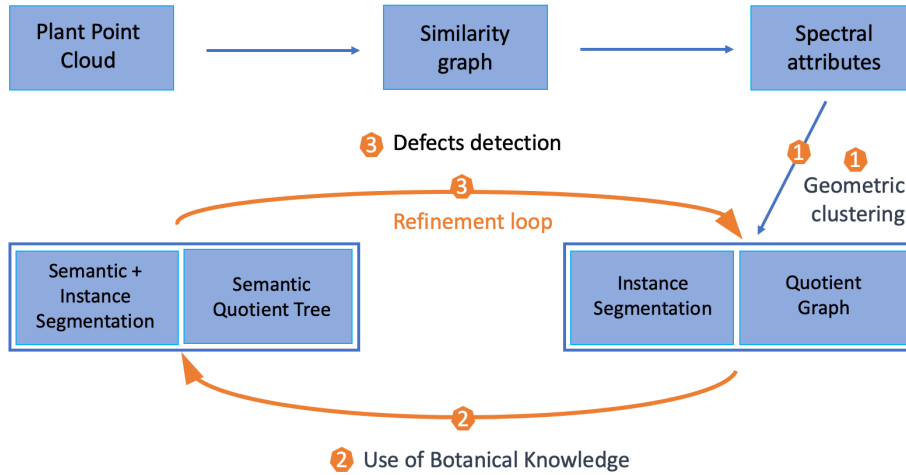 Plant Point
Cloud
Similarity
graph
Spectral
attributes
3 Defects detection
1
1
Geometric
clustering
3
Refinement loop
Semantic +
Instance
Segmentation
Semantic
Quotient Tree
Instance
Segmentation
Quotient
Graph
2
2 Use of Botanical Knowledge